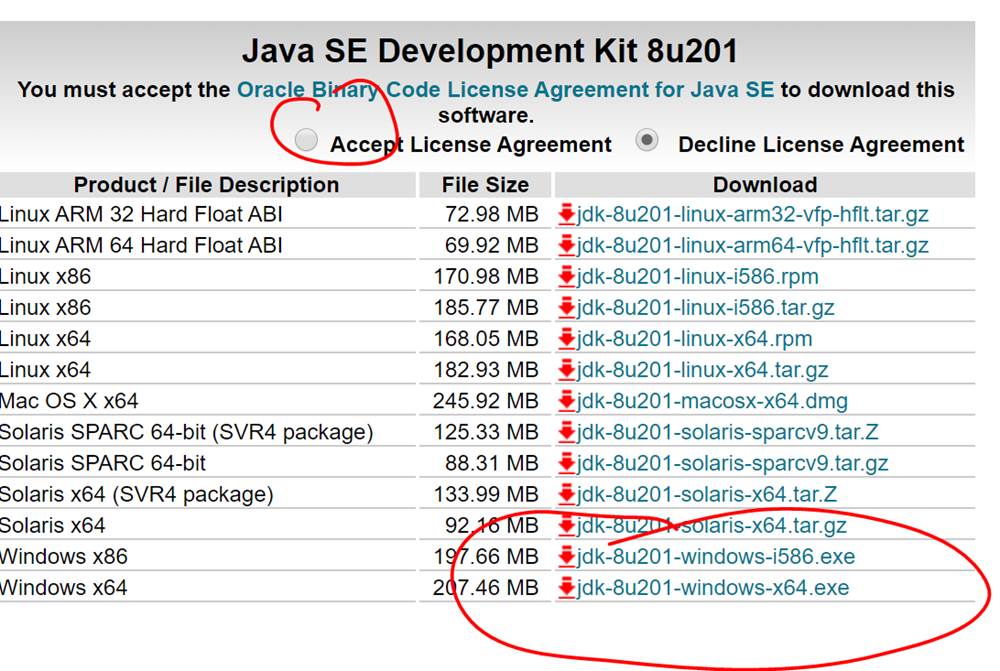 Java SE Development Kit 8u201
You must accept the Oracle Binary Code License Agreement for Java SE to download this
software.
Accept License Agreement Decline License Agreement
Product / File Description File Size Download
Linux ARM 32 Hard Float ABI 72.98 MB jdk-8u201-linux-arm32-vfp-hflt.tar.gz
Linux ARM 64 Hard Float ABI 69.92 MB jdk-8u201-linux-arm64-vfp-hflt.tar.gz
Linux x86 170.98 MB jdk-8u201-linux-i586.rpm
Linux x86 185.77 MB jdk-8u201-linux-i586.tar.gz
Linux x64 168.05 MB jdk-8u201-linux-x64.rpm
Linux x64 182.93 MB jdk-8u201-linux-x64.tar.gz
Mac OS X x64 245.92 MB jdk-8u201-macosx-x64.dmg
Solaris SPARC 64-bit (SVR4 package) 125.33 MB jdk-8u201-solaris-sparcv9.tar.Z
Solaris SPARC 64-bit 88.31 MB jdk-8u201-solaris-sparcv9.tar.gz
Solaris x64 (SVR4 package) 133.99 MB jdk-8u201-solaris-x64.tar.Z
Solaris x64 92.16 MB jdk-8u201-solaris-x64.tar.gz
Windows x86 197.66 MB jdk-8u201-windows-i586.exe
Windows x64 207.46 MB jdk-8u201-windows-x64.exe